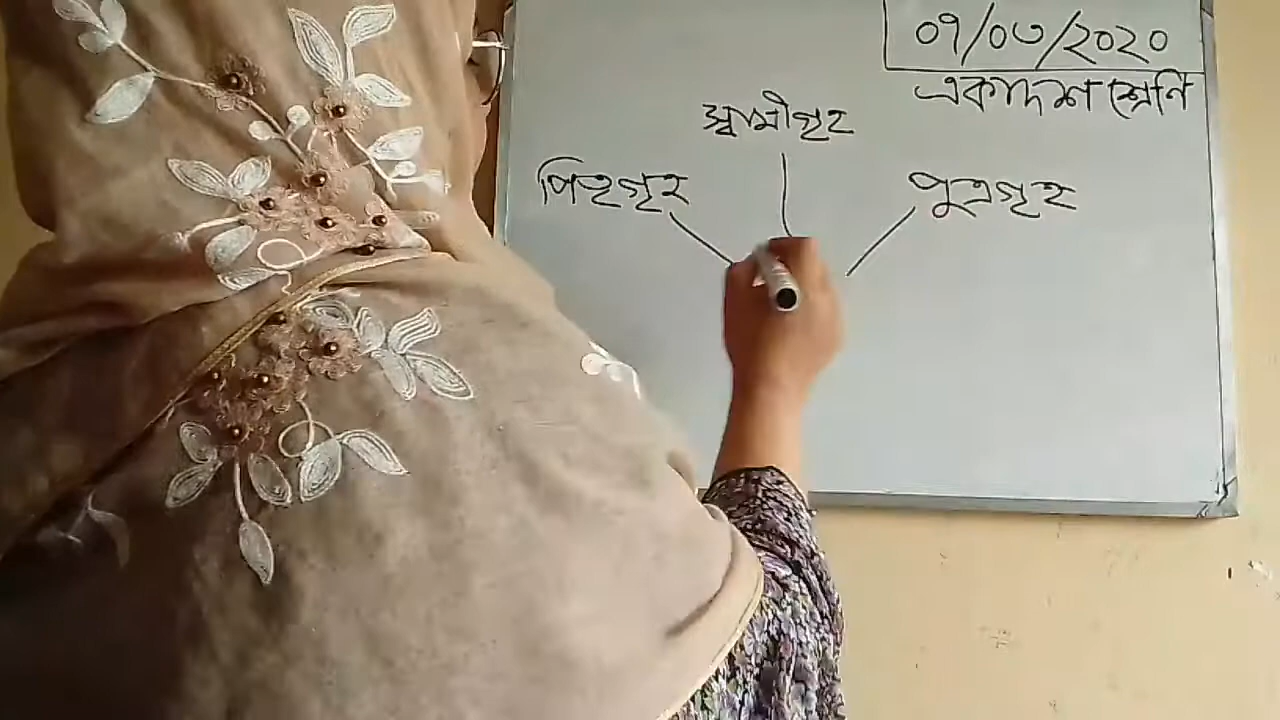 ০৭/০৩/২০২০
একাদশ শ্রেণি
স্বামীগৃহ
পিতৃগৃহ
পুত্রগৃহ